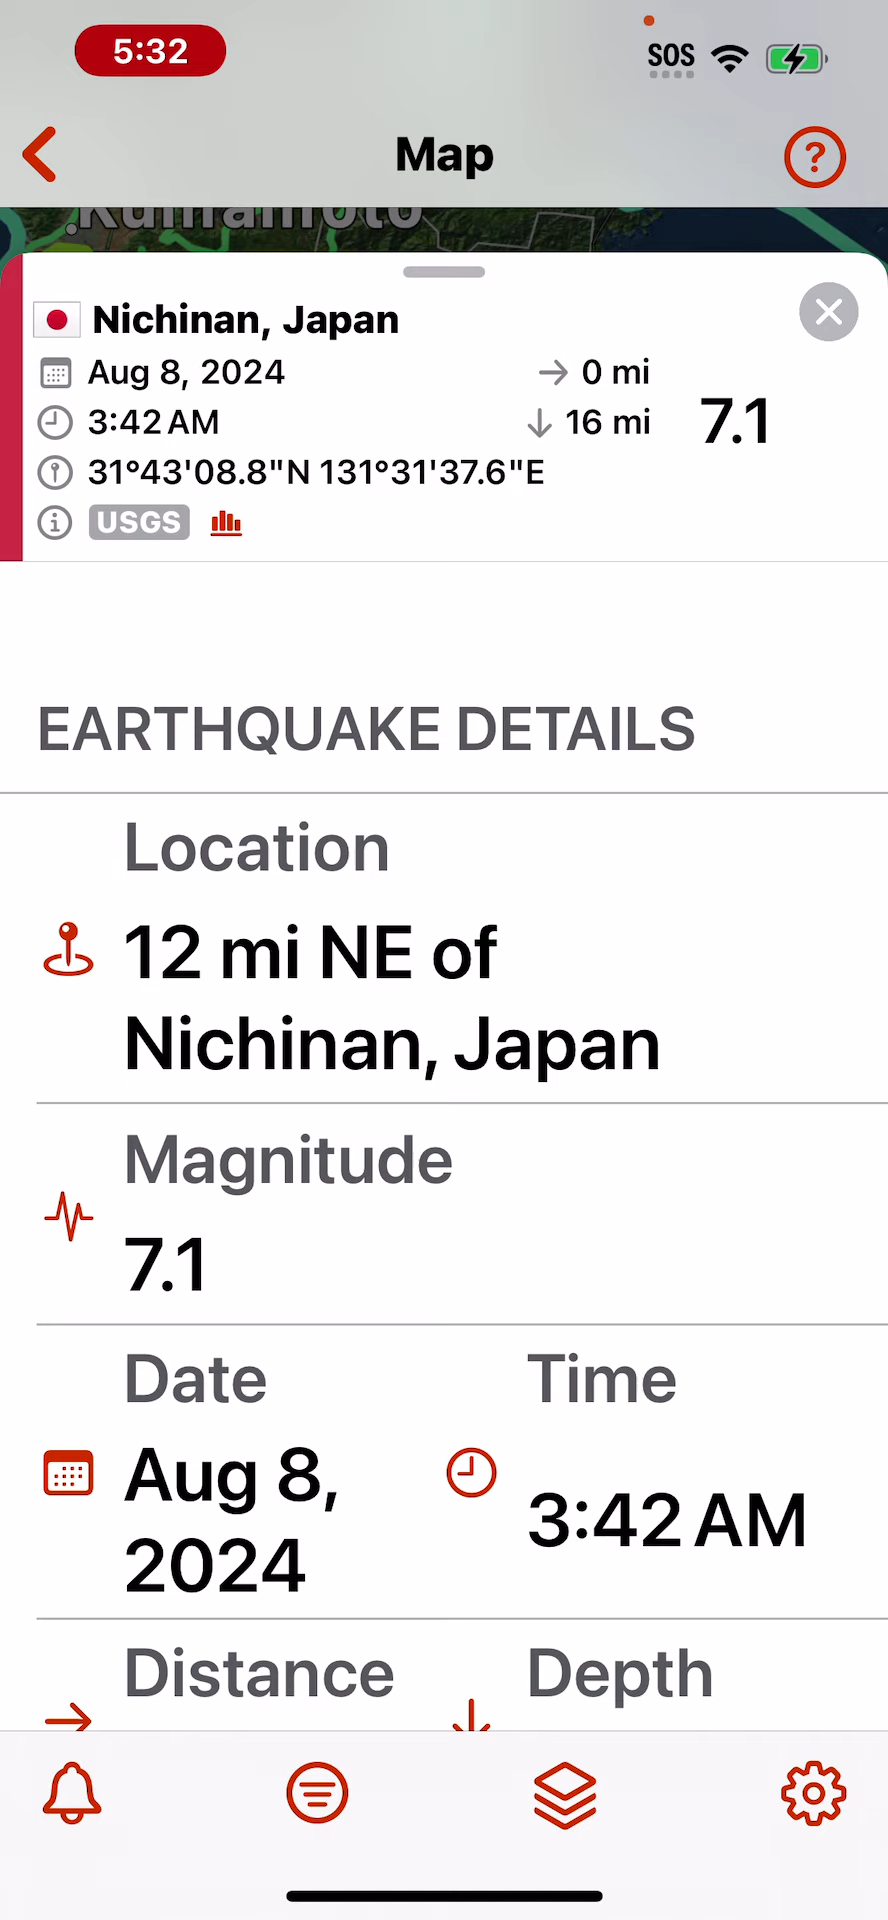 5:32
SOS
Map
?
Kumamoto
Nichinan, Japan
Aug 8, 2024
0 mi
3:42 AM
16 mi
7.1
31°43'08.8"N 131°31'37.6"E
USGS
EARTHQUAKE DETAILS
Location
12 mi NE of
Nichinan, Japan
Magnitude
7.1
Date
Time
Aug 8,
2024
3:42 AM
Distance
Depth